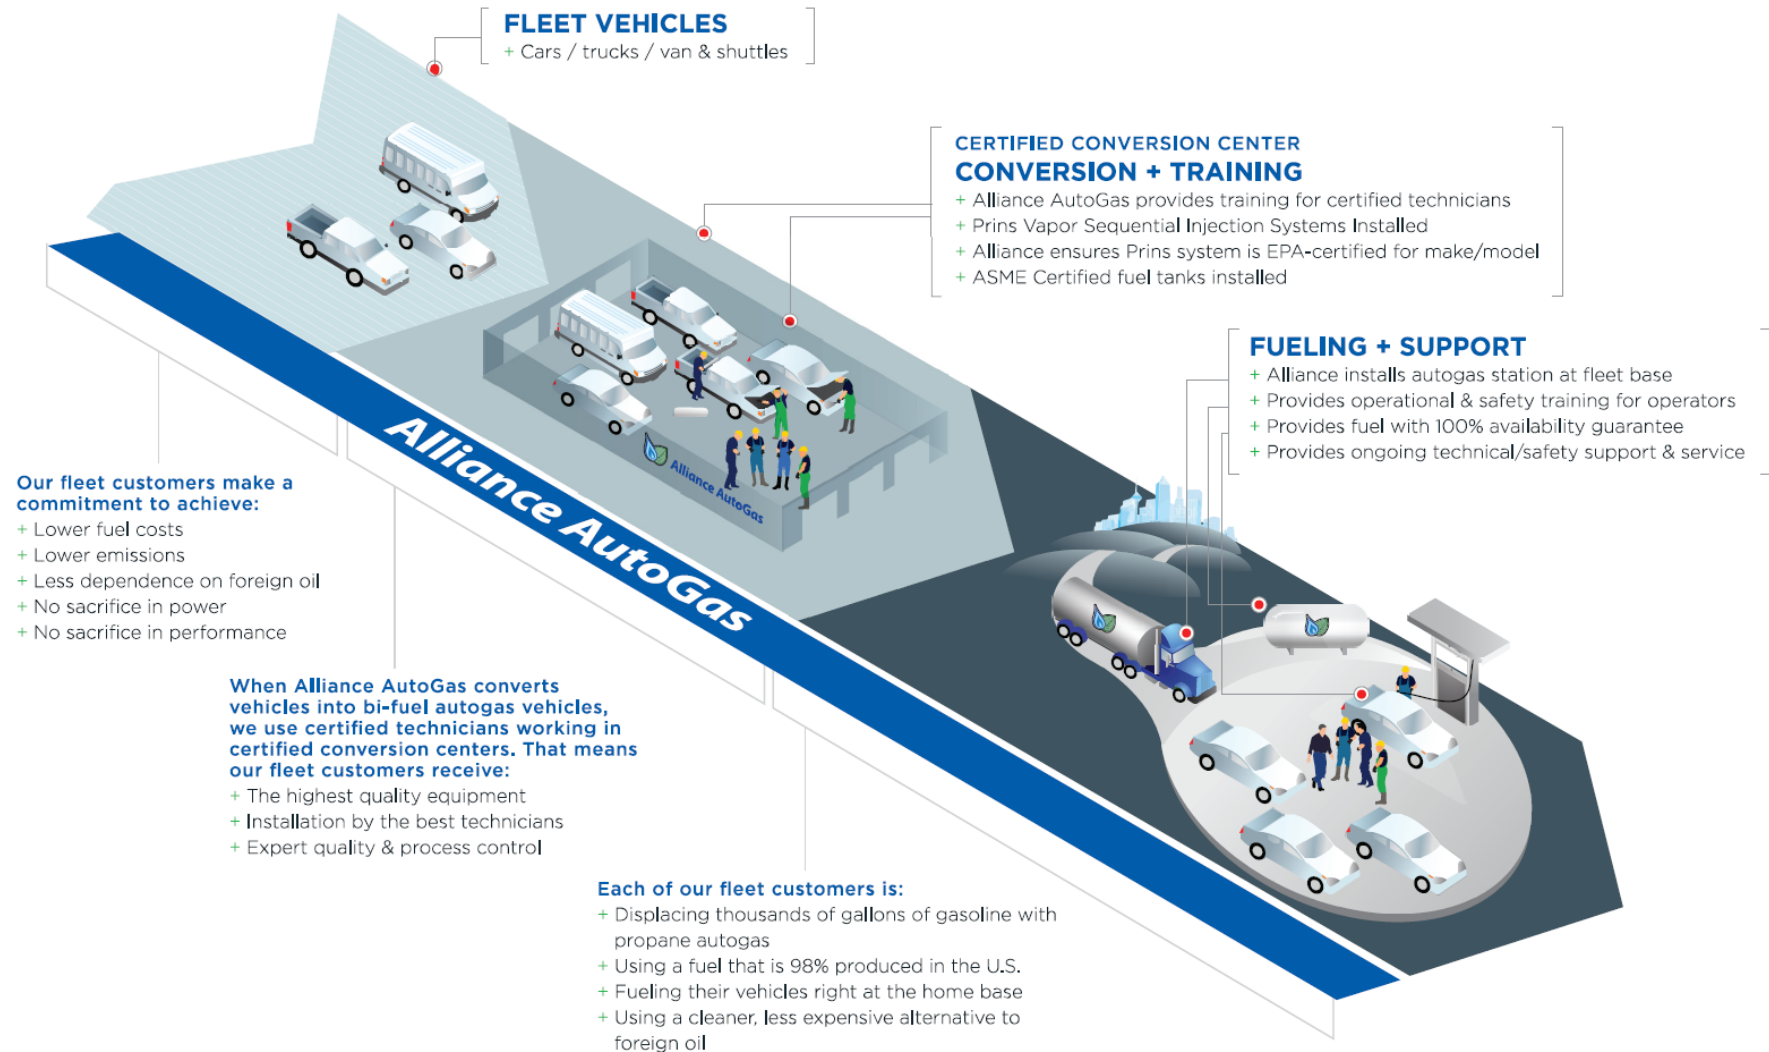 FLEET VEHICLES
+ Cars / trucks / van & shuttles
CERTIFIED CONVERSION CENTER
CONVERSION + TRAINING
+ Alliance AutoGas provides training for certified technicians
+ Prins Vapor Sequential Injection Systems Installed
+ Alliance ensures Prins system is EPA-certified for make/model
+ ASME Certified fuel tanks installed
FUELING + SUPPORT
+ Alliance installs autogas station at fleet base
+ Provides operational & safety training for operators
+ Provides fuel with 100% availability guarantee
+ Provides ongoing technical/safety support & service
Alliance AutoGas
Alliance AutoGas
Our fleet customers make a
commitment to achieve:
+ Lower fuel costs
+ Lower emissions
+ Less dependence on foreign oil
+ No sacrifice in power
+ No sacrifice in performance
When Alliance AutoGas converts
vehicles into bi-fuel autogas vehicles,
we use certified technicians working in
certified conversion centers. That means
our fleet customers receive:
+ The highest quality equipment
+ Installation by the best technicians
+ Expert quality & process control
Each of our fleet customers is:
+ Displacing thousands of gallons of gasoline with
propane autogas
+ Using a fuel that is 98% produced in the U.S.
+ Fueling their vehicles right at the home base
+ Using a cleaner, less expensive alternative to
foreign oil